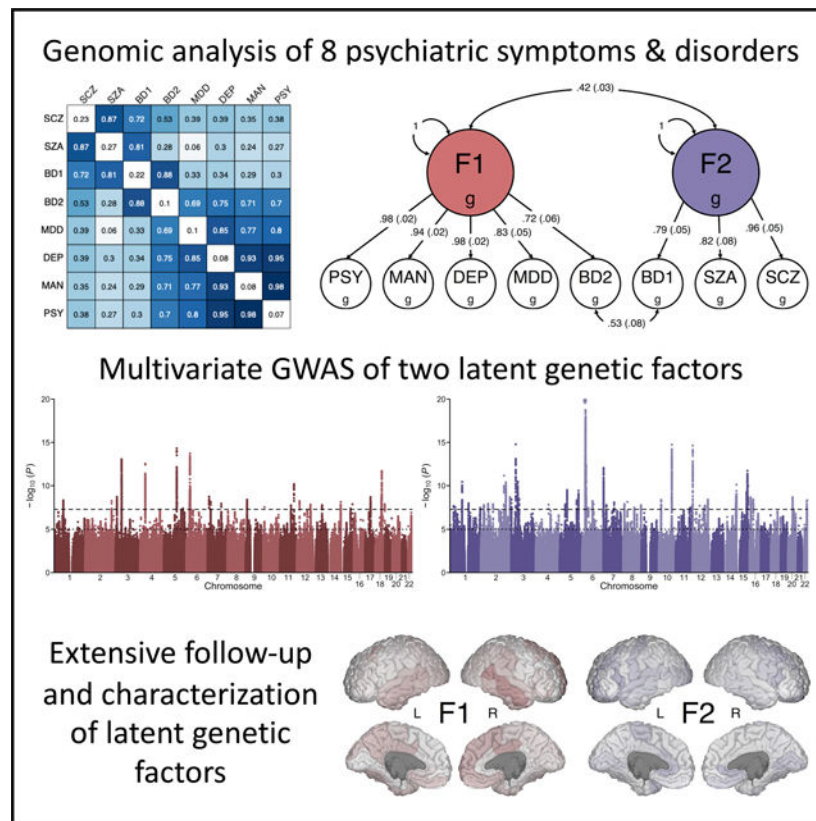 Genomic analysis of 8 psychiatric symptoms & disorders
SCZ SZA BD1 BD2 MDD DEP MAN PSY
SCZ 0.23 0.87 0.72 0.53 0.39 0.39 0.35 0.38
SZA 0.87 0.27 0.81 0.28 0.06 0.3 0.24 0.27
BD1 0.72 0.81 0.22 0.88 0.33 0.34 0.29 0.3
BD2 0.53 0.28 0.88 0.1 0.69 0.75 0.71 0.7
MDD 0.39 0.06 0.33 0.69 0.1 0.85 0.77 0.8
DEP 0.39 0.3 0.34 0.75 0.85 0.08 0.93 0.95
MAN 0.35 0.24 0.29 0.71 0.77 0.93 0.08 0.98
PSY 0.38 0.27 0.3 0.7 0.8 0.95 0.98 0.07
.42 (.03)
1 1
F1 F2
g g
.98 (.02) .94 (.02) .98 (.02) .83 (.05) .72 (.06) .79 (.05) .82 (.08) .96 (.05)
PSY MAN DEP MDD BD2 BD1 SZA SCZ
g g g g g g g g
.53 (.08)
Multivariate GWAS of two latent genetic factors
20 15 10 5 0
−log10 (P)
1 2 3 4 5 6 7 8 9 10 11 12 13 14 15 16 17 18 19 20 21 22
Chromosome
20 15 10 5 0
−log10 (P)
1 2 3 4 5 6 7 8 9 10 11 12 13 14 15 16 17 18 19 20 21 22
Chromosome
Extensive follow-up
and characterization
of latent genetic
factors
L F1 R
L F2 R